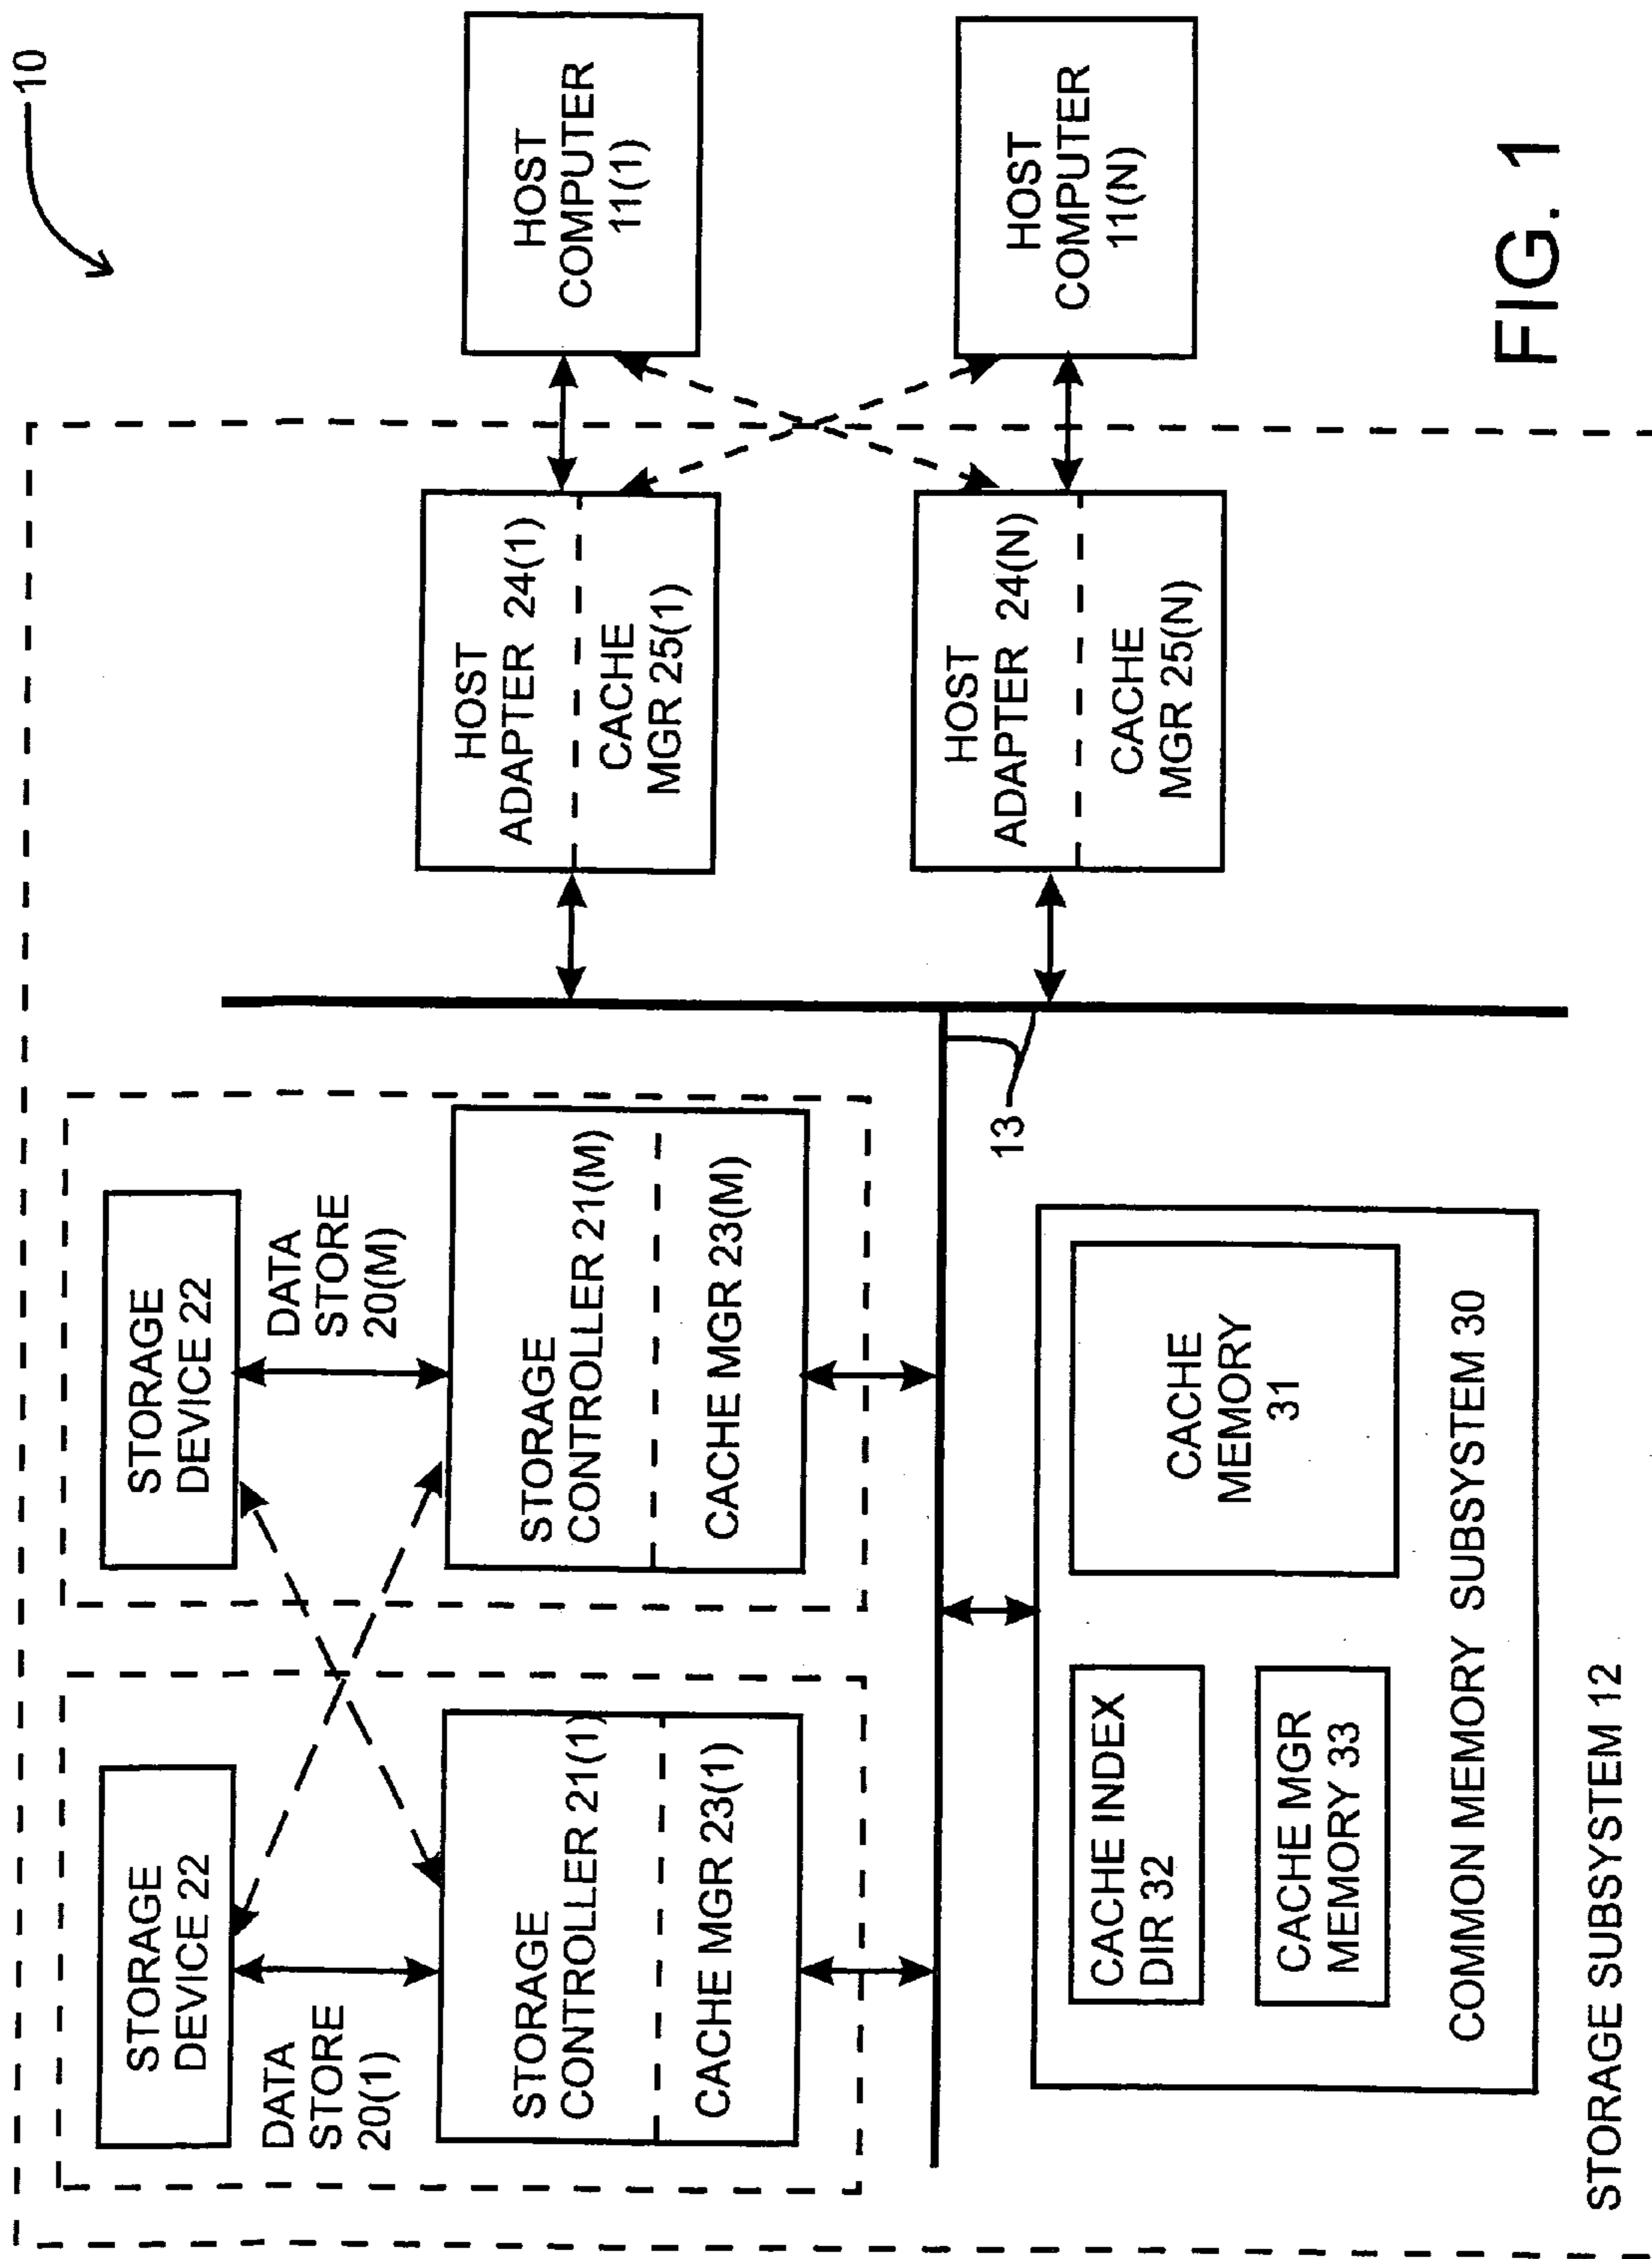 10
STORAGE
DEVICE 22
DATA
STORE
20(1)
STORAGE
CONTROLLER 21(1)
CACHE MGR 23(1)
STORAGE
DEVICE 22
DATA
STORE
20(M)
STORAGE
CONTROLLER 21(M)
CACHE MGR 23(M)
13
HOST
ADAPTER 24(1)
CACHE
MGR 25(1)
HOST
COMPUTER
11(1)
HOST
ADAPTER 24(N)
CACHE
MGR 25(N)
HOST
COMPUTER
11(N)
CACHE INDEX
DIR 32
CACHE MGR
MEMORY 33
CACHE
MEMORY
31
COMMON MEMORY SUBSYSTEM 30
STORAGE SUBSYSTEM 12
FIG. 1